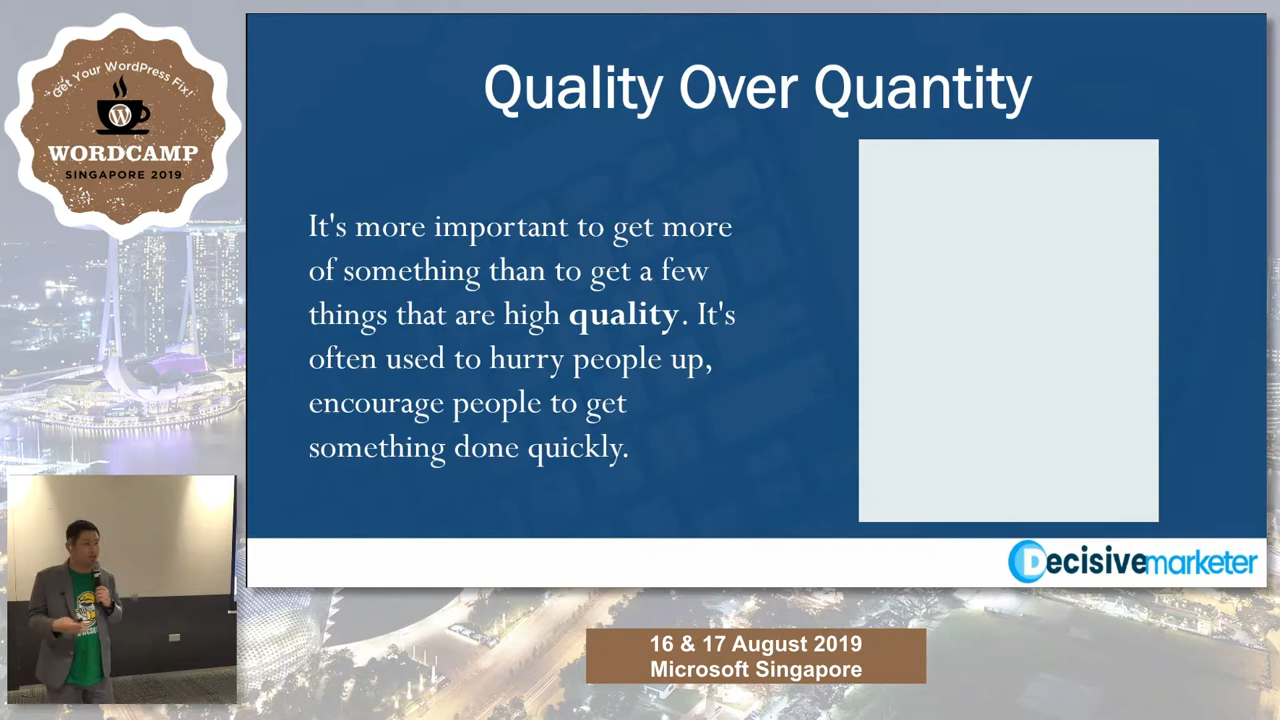 Get Your WordPress Fix!
WORDCAMP
SINGAPORE 2019
Quality Over Quantity
It's more important to get more
of something than to get a few
things that are high quality. It's
often used to hurry people up,
encourage people to get
something done quickly.
Decisivemarketer
16 & 17 August 2019
Microsoft Singapore